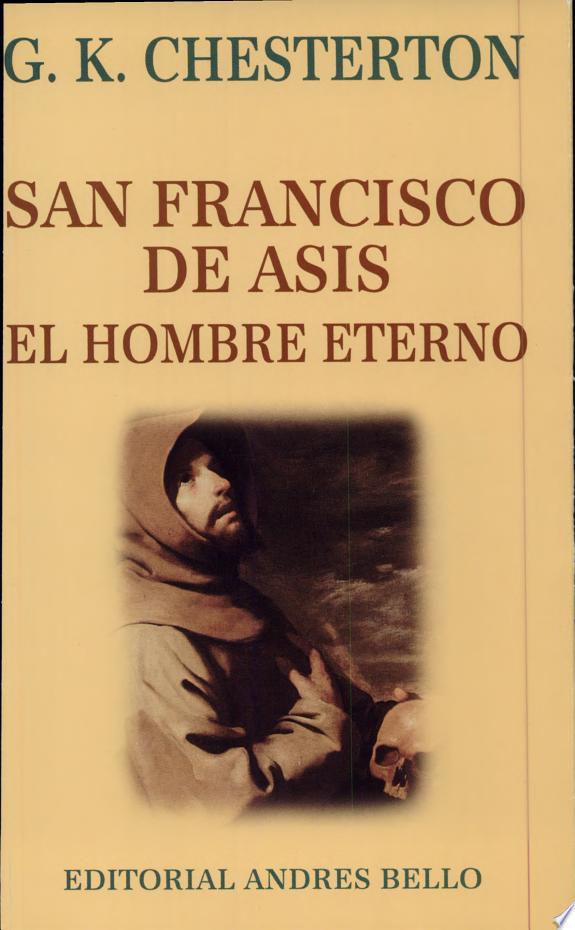 G. K. CHESTERTON
SAN FRANCISCO
DE ASIS
EL HOMBRE ETERNO
EDITORIAL ANDRES BELLO